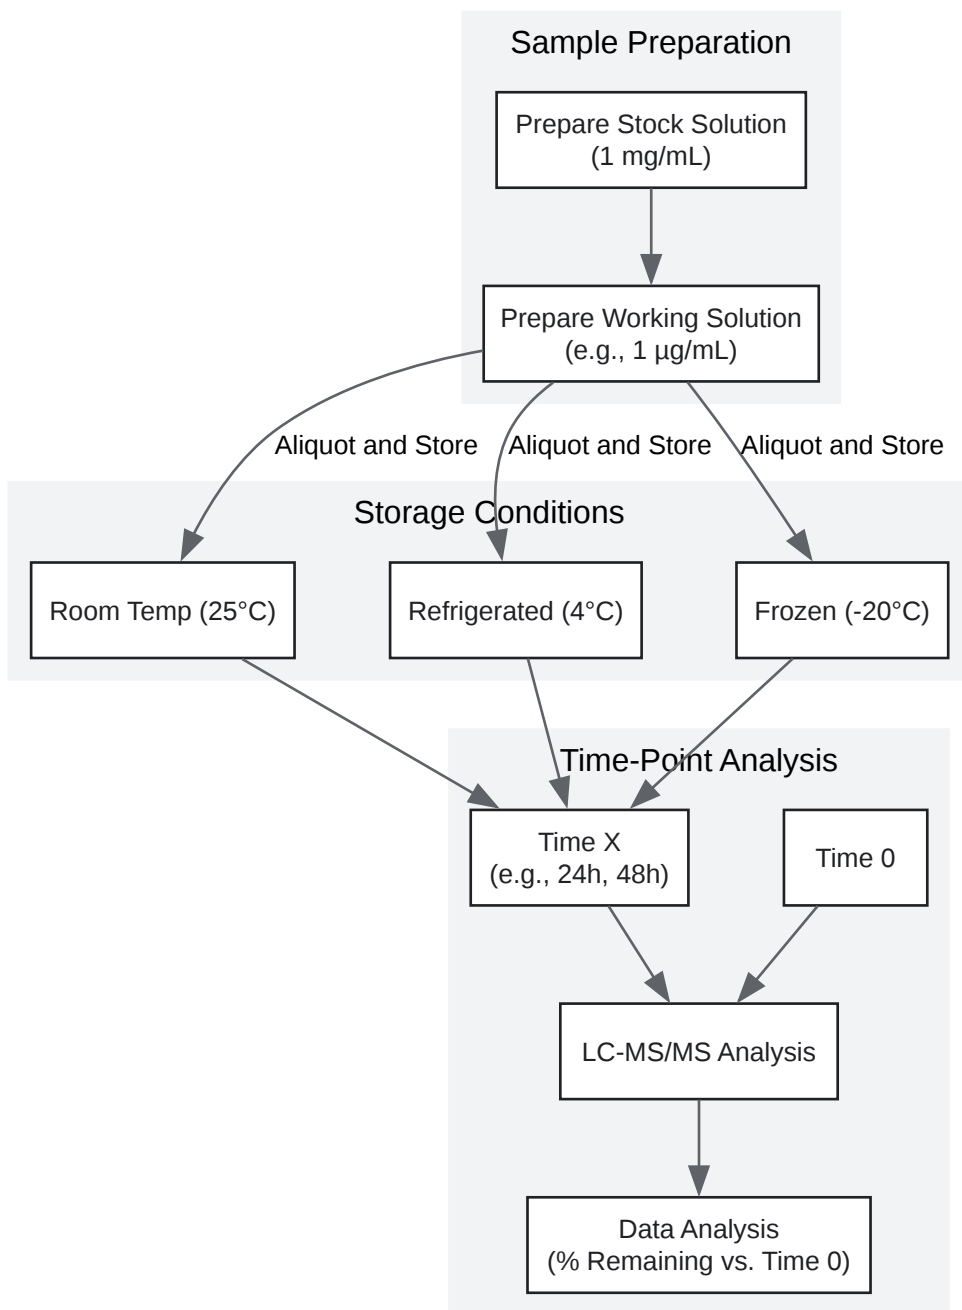 Sample Preparation
Prepare Stock Solution
(1 mg/mL)
Prepare Working Solution
(e.g., 1 µg/mL)
Aliquot and Store
Aliquot and Store
Aliquot and Store
Storage Conditions
Room Temp (25°C)
Refrigerated (4°C)
Frozen (-20°C)
Time-Point Analysis
Time X
(e.g., 24h, 48h)
Time 0
LC-MS/MS Analysis
Data Analysis
(% Remaining vs. Time 0)